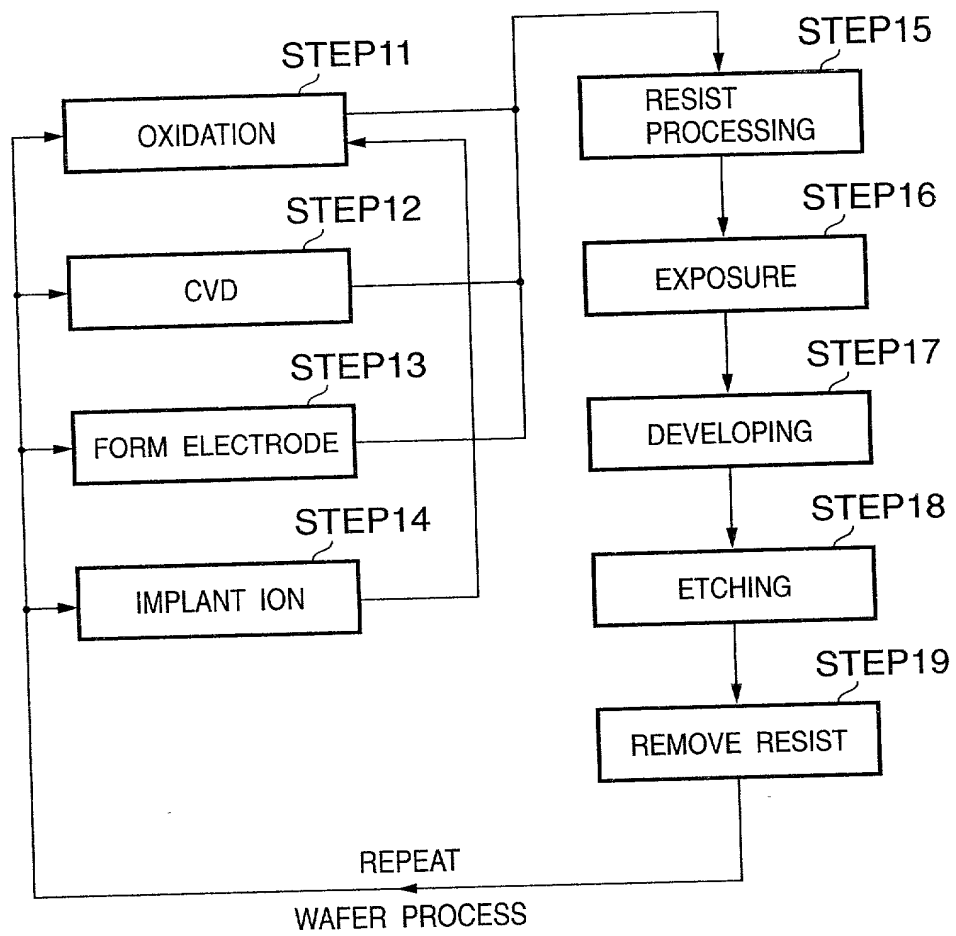 STEP11
OXIDATION
STEP12
CVD
STEP13
FORM ELECTRODE
STEP14
IMPLANT ION
STEP15
RESIST
PROCESSING
STEP16
EXPOSURE
STEP17
DEVELOPING
STEP18
ETCHING
STEP19
REMOVE RESIST
REPEAT
WAFER PROCESS